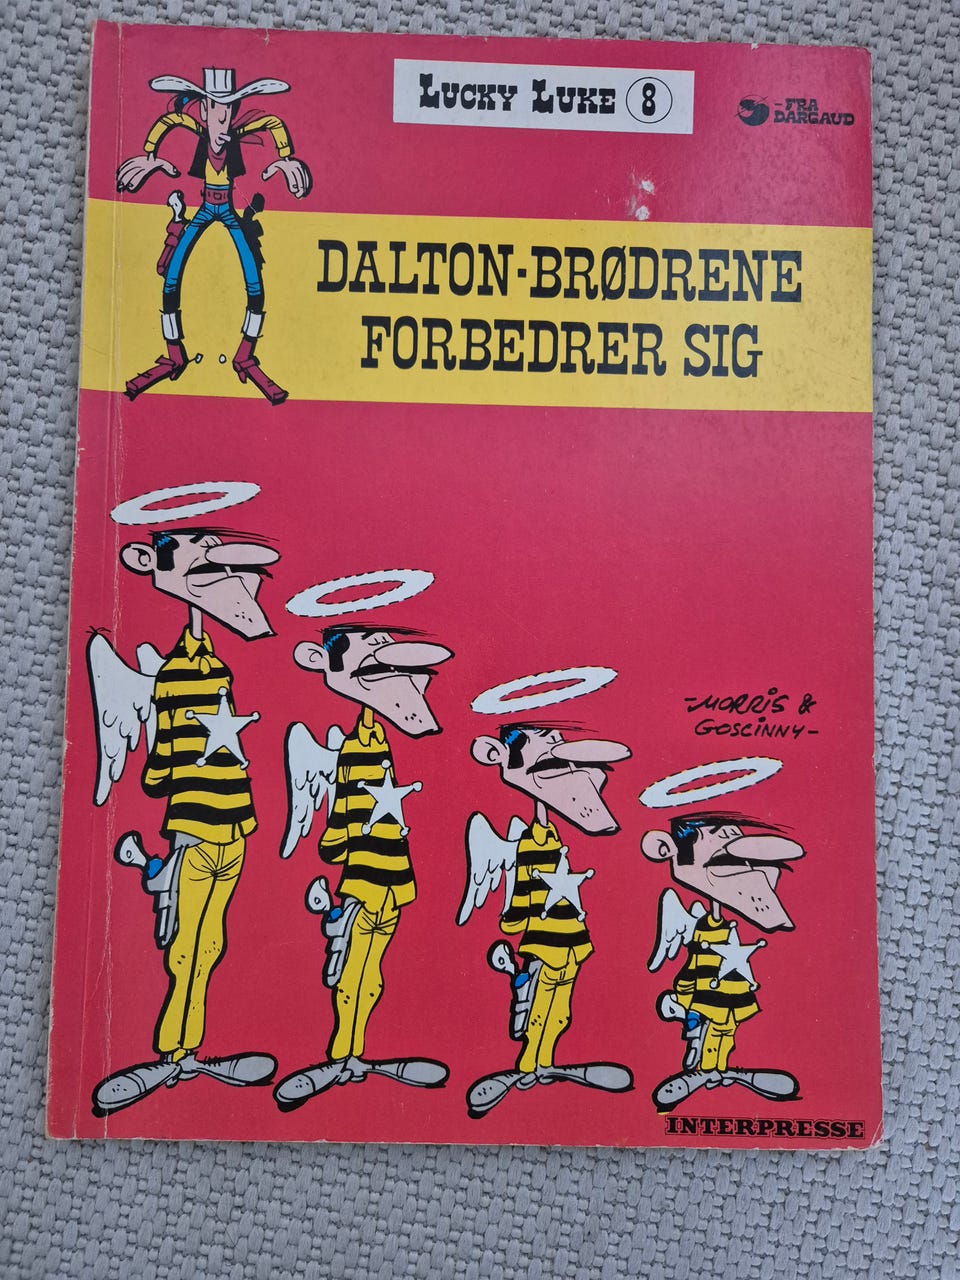 LUCKY LUKE 8
-FRA
DARGAUD
DALTON-BRØDRENE
FORBEDRER SIG
-MORRIS &
GOSCINNY-
INTERPRESSE